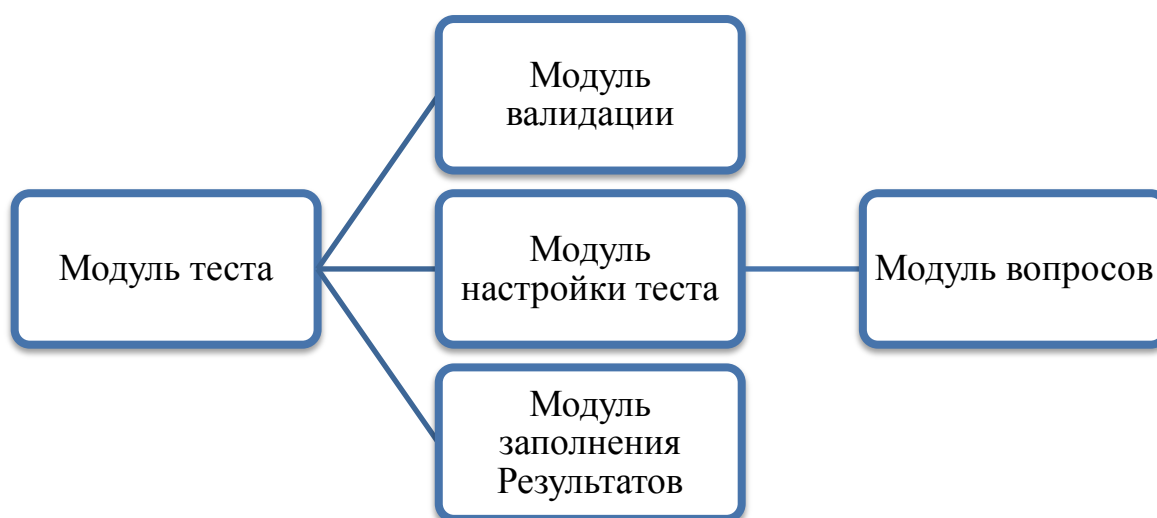 Модуль
валидации
Модуль теста
Модуль
настройки теста
Модуль вопросов
Модуль
заполнения
Результатов